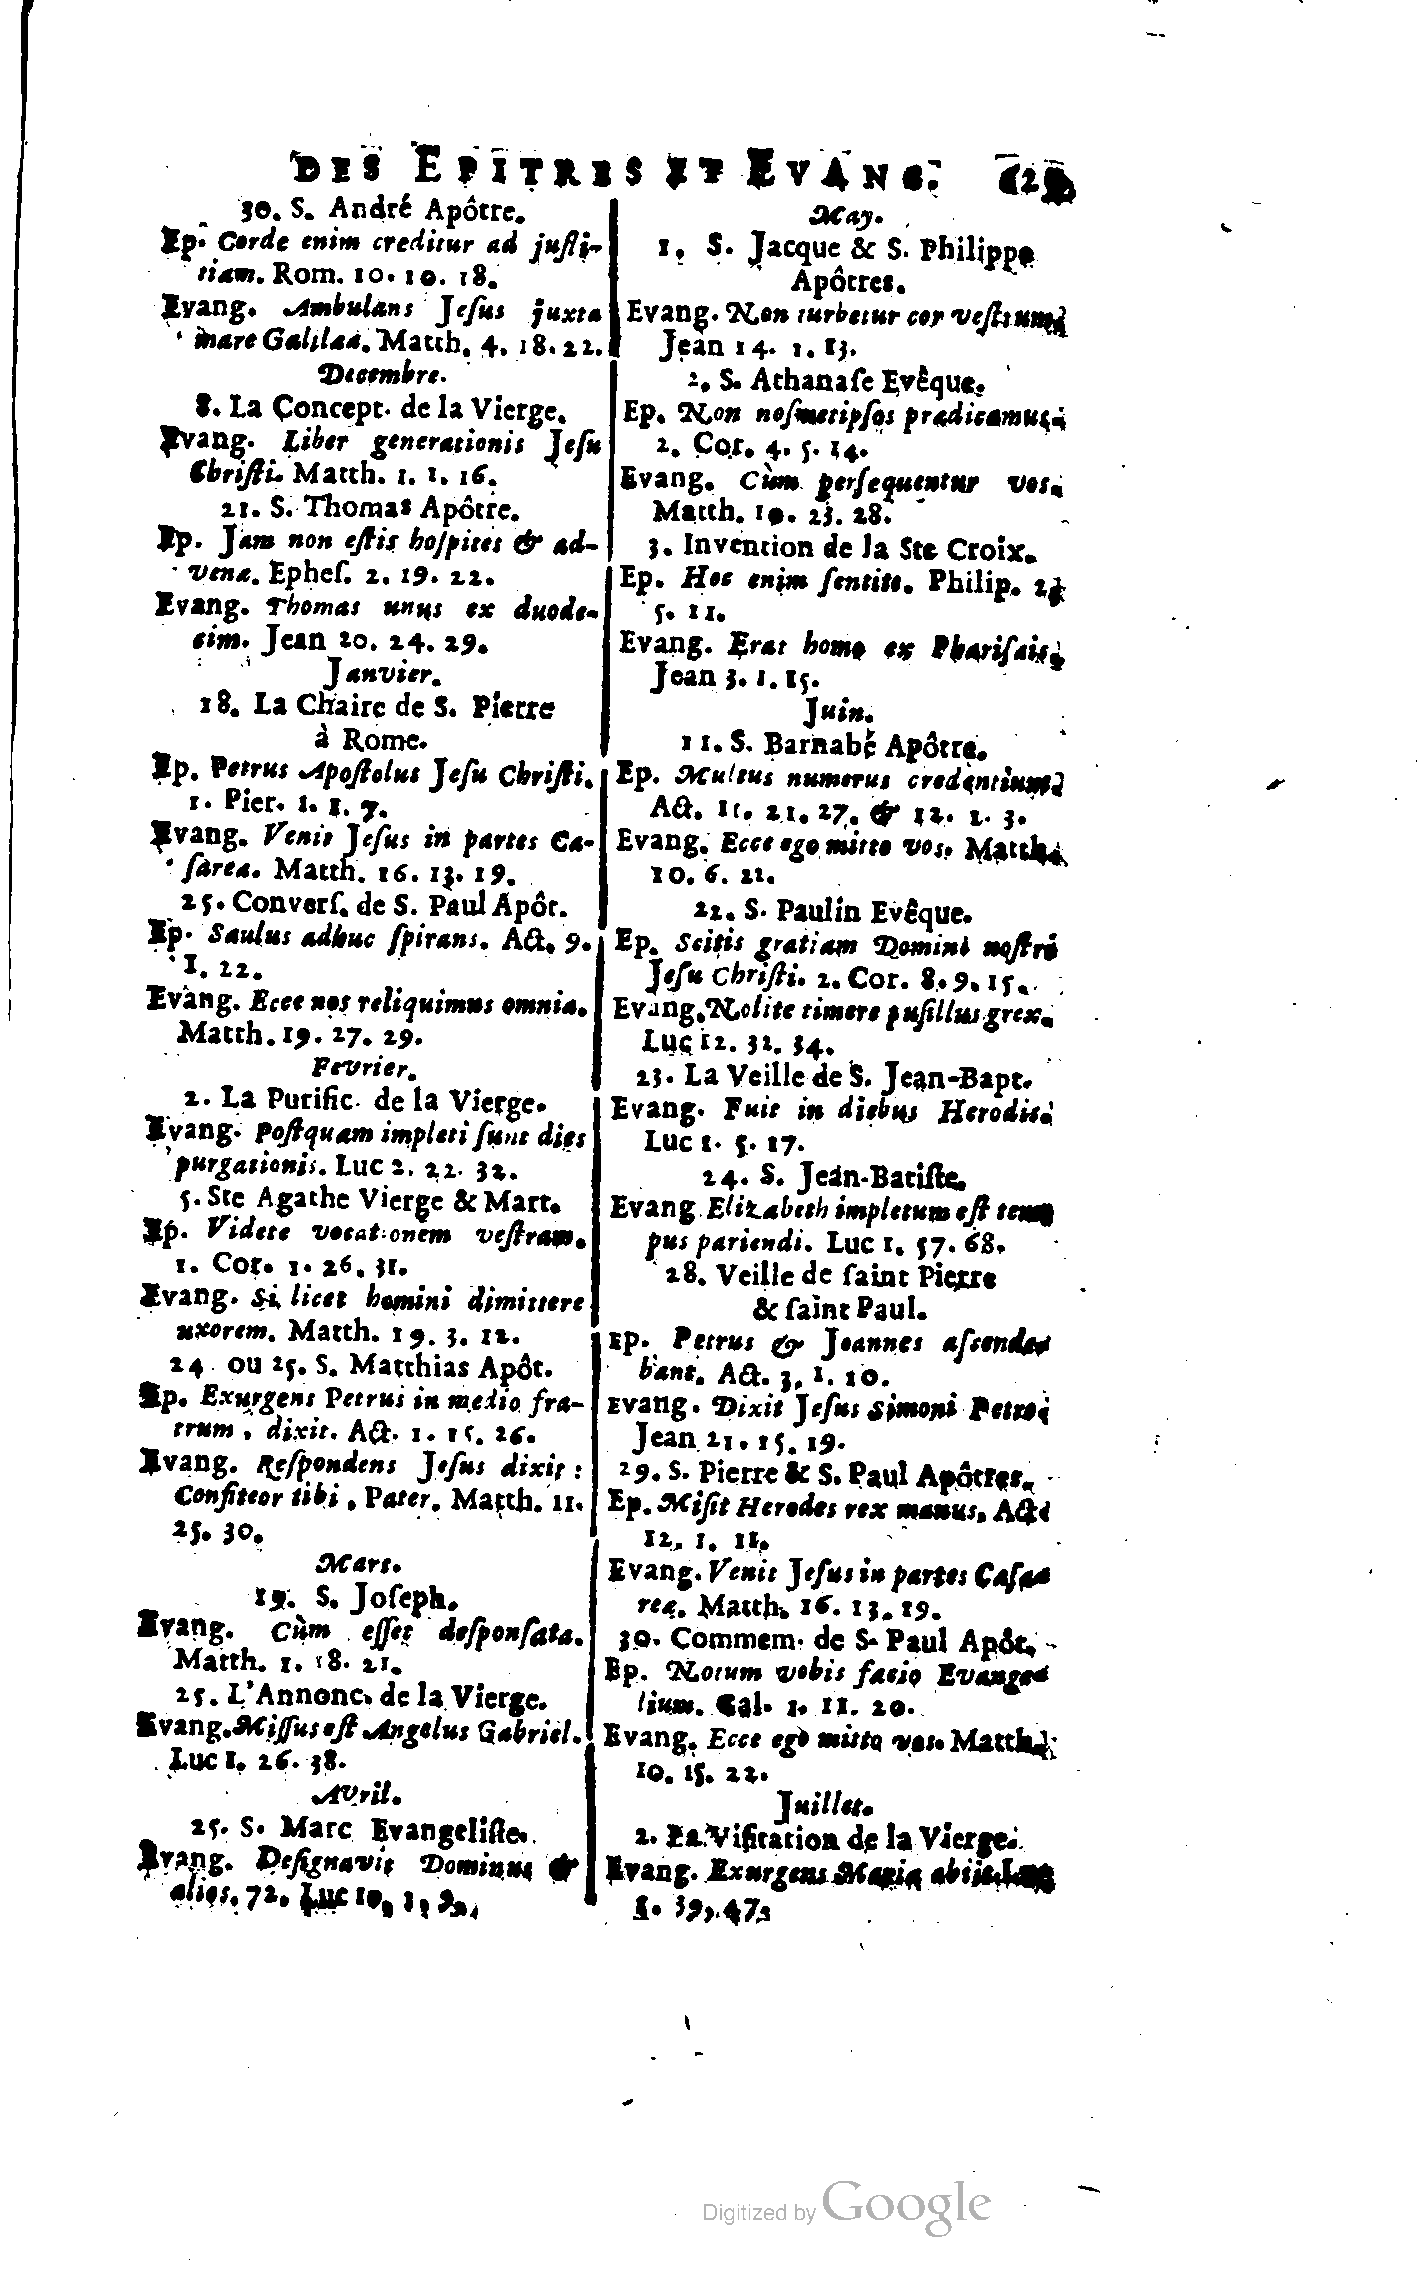 DES EPITRES ET EVANG.
30. S. André Apôtre.
Ep. Corde enim creditur ad justi-
tiam. Rom. 10. 10. 18.
Evang. Ambulans Jesus juxta
mare Galilææ. Matth. 4. 18. 22.
Decembre.
8. La Concept. de la Vierge.
Evang. Liber generationis Jesu
Christi. Matth. 1. 1. 16.
21. S. Thomas Apôtre.
Ep. Jam non estis hospites & ad-
venæ. Ephes. 2. 19. 22.
Evang. Thomas unus ex duode-
cim. Jean 20. 24. 29.
Janvier.
18. La Chaire de S. Pierre
à Rome.
Ep. Petrus Apostolus Jesu Christi.
1. Pier. 1. 1. 7.
Evang. Venit Jesus in partes Cæ-
sareæ. Matth. 16. 13. 19.
25. Convers. de S. Paul Apôt.
Ep. Saulus adhuc spirans. Act. 9.
1. 22.
Evang. Ecce nos reliquimus omnia.
Matth. 19. 27. 29.
Fevrier.
2. La Purific. de la Vierge.
Evang. Postquam impleti sunt dies
purgationis. Luc 2. 22. 32.
5. Ste Agathe Vierge & Mart.
Ep. Videte vocationem vestram.
1. Cor. 1. 26. 31.
Evang. Si licet homini dimittere
uxorem. Matth. 19. 3. 12.
24 ou 25. S. Matthias Apôt.
Ep. Exurgens Petrus in medio fra-
trum, dixit. Act. 1. 15. 26.
Evang. Respondens Jesus dixit :
Confiteor tibi, Pater. Matth. 11.
25. 30.
Mars.
19. S. Joseph.
Evang. Cùm esset desponsata.
Matth. 1. 18. 21.
25. L'Annonc. de la Vierge.
Evang. Missus est Angelus Gabriel.
Luc 1. 26. 38.
Avril.
25. S. Marc Evangeliste.
Evang. Designavit Dominus &
alios. 72. Luc 10. 1. 9.
May.
1. S. Jacque & S. Philippe
Apôtres.
Evang. Non turbetur cor vestrum.
Jean 14. 1. 13.
2. S. Athanase Evêque.
Ep. Non nosmetipsos prædicamus.
2. Cor. 4. 5. 14.
Evang. Cùm persequentur vos.
Matth. 10. 23. 28.
3. Invention de la Ste Croix.
Ep. Hoc enim sentite. Philip. 2.
5. 11.
Evang. Erat homo ex Pharisæis.
Jean 3. 1. 15.
Juin.
11. S. Barnabé Apôtre.
Ep. Multus numerus credentium.
Act. 11. 21. 27. & 12. 1. 3.
Evang. Ecce ego mitto vos. Matth.
10. 6. 22.
22. S. Paulin Evêque.
Ep. Scitis gratiam Domini nostri
Jesu Christi. 2. Cor. 8. 9. 15.
Evang. Nolite timere pusillus grex.
Luc 12. 32. 34.
23. La Veille de S. Jean-Bapt.
Evang. Fuit in diebus Herodis.
Luc 1. 5. 17.
24. S. Jean-Batiste.
Evang. Elizabeth impletum est tem-
pus pariendi. Luc 1. 57. 68.
28. Veille de saint Pierre
& saint Paul.
Ep. Petrus & Joannes ascende-
bant. Act. 3. 1. 10.
Evang. Dixit Jesus Simoni Petro.
Jean 21. 15. 19.
29. S. Pierre & S. Paul Apôtres.
Ep. Misit Herodes rex manus. Act.
12. 1. 11.
Evang. Venit Jesus in partes Cæsa-
reæ. Matth. 16. 13. 19.
30. Commem. de S. Paul Apôt.
Ep. Notum vobis facio Evange-
lium. Gal. 1. 11. 20.
Evang. Ecce ego mitto vos. Matth.
10. 15. 22.
Juillet.
2. La Visitation de la Vierge.
Evang. Exurgens Maria abiit. Luc
1. 39. 47.
Digitized by Google